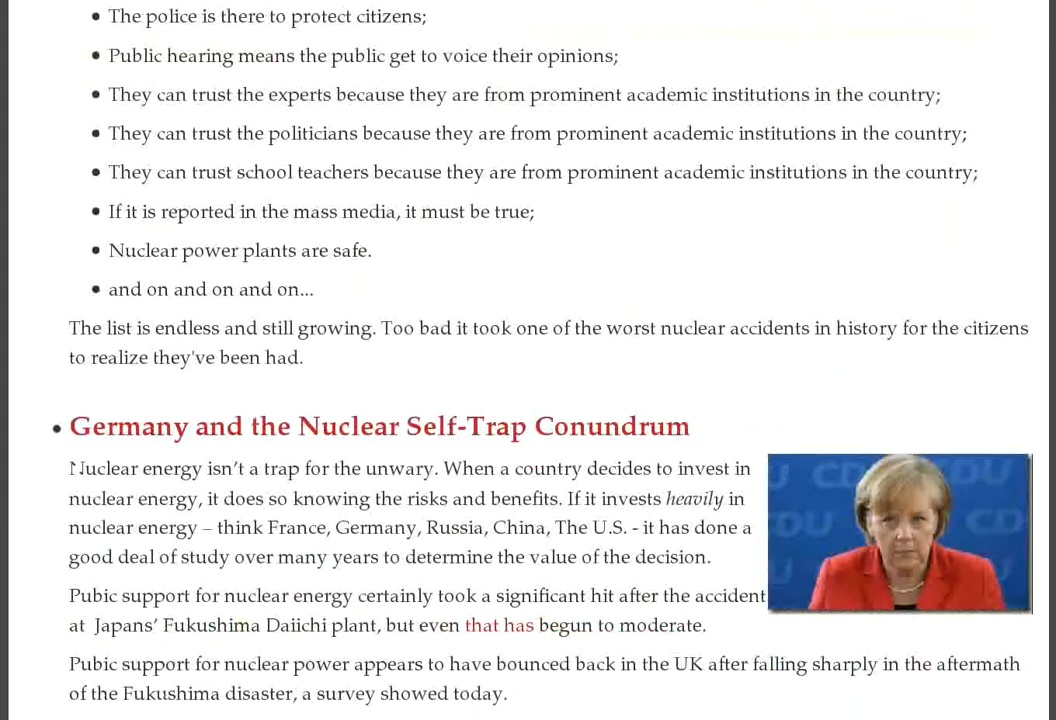 • The police is there to protect citizens;
• Public hearing means the public get to voice their opinions;
• They can trust the experts because they are from prominent academic institutions in the country;
• They can trust the politicians because they are from prominent academic institutions in the country;
• They can trust school teachers because they are from prominent academic institutions in the country;
• If it is reported in the mass media, it must be true;
• Nuclear power plants are safe.
• and on and on and on...
The list is endless and still growing. Too bad it took one of the worst nuclear accidents in history for the citizens
to realize they've been had.
• Germany and the Nuclear Self-Trap Conundrum
Nuclear energy isn't a trap for the unwary. When a country decides to invest in
nuclear energy, it does so knowing the risks and benefits. If it invests heavily in
nuclear energy – think France, Germany, Russia, China, The U.S. - it has done a
good deal of study over many years to determine the value of the decision.
CDU
CDU
CD
Pubic support for nuclear energy certainly took a significant hit after the accident
at Japans' Fukushima Daiichi plant, but even that has begun to moderate.
Pubic support for nuclear power appears to have bounced back in the UK after falling sharply in the aftermath
of the Fukushima disaster, a survey showed today.